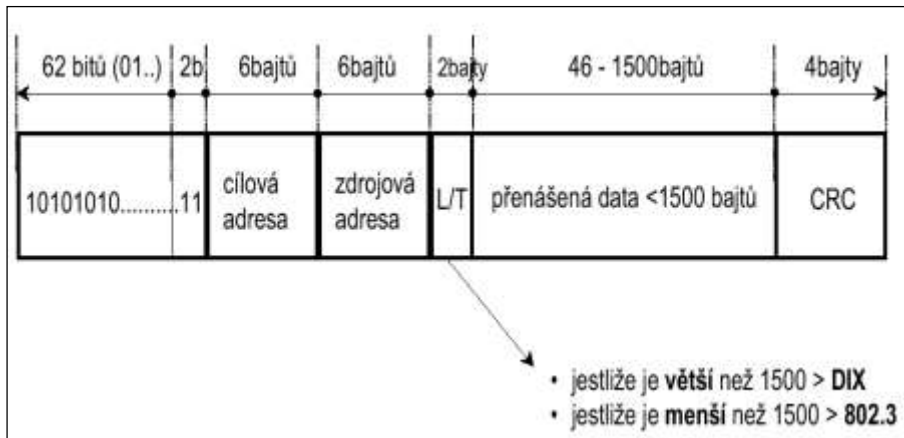 62 bitů (01..) 2b 6bajtů 6bajtů 2bajty 46 - 1500bajtů 4bajty
10101010..........11 cílová adresa zdrojová adresa L/T přenášená data <1500 bajtů CRC
• jestliže je větší než 1500 > DIX
• jestliže je menší než 1500 > 802.3